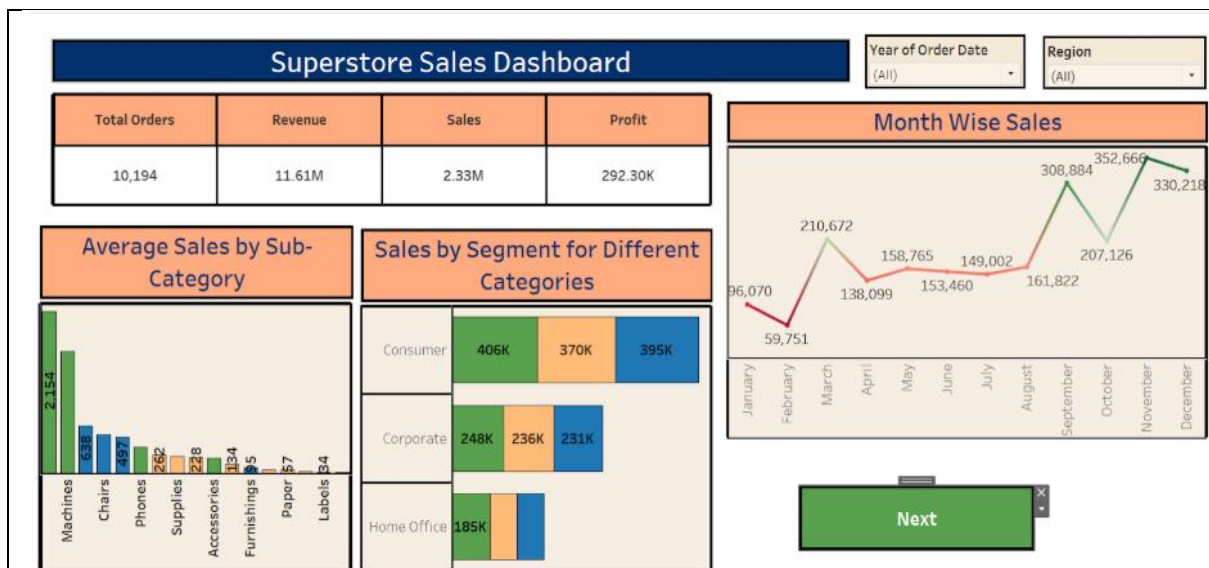 Superstore Sales Dashboard
Year of Order Date
(All)
Region
(All)
Total Orders
Revenue
Sales
Profit
10,194
11.61M
2.33M
292.30K
Month Wise Sales
96,070
59,751
210,672
138,099
158,765
153,460
149,002
161,822
308,884
207,126
352,666
330,218
January
February
March
April
May
June
July
August
September
October
November
December
Average Sales by Sub-
Category
2,154
638
497
262
228
134
95
57
34
Machines
Chairs
Phones
Supplies
Accessories
Furnishings
Paper
Labels
Sales by Segment for Different
Categories
Consumer
406K
370K
395K
Corporate
248K
236K
231K
Home Office
185K
Next